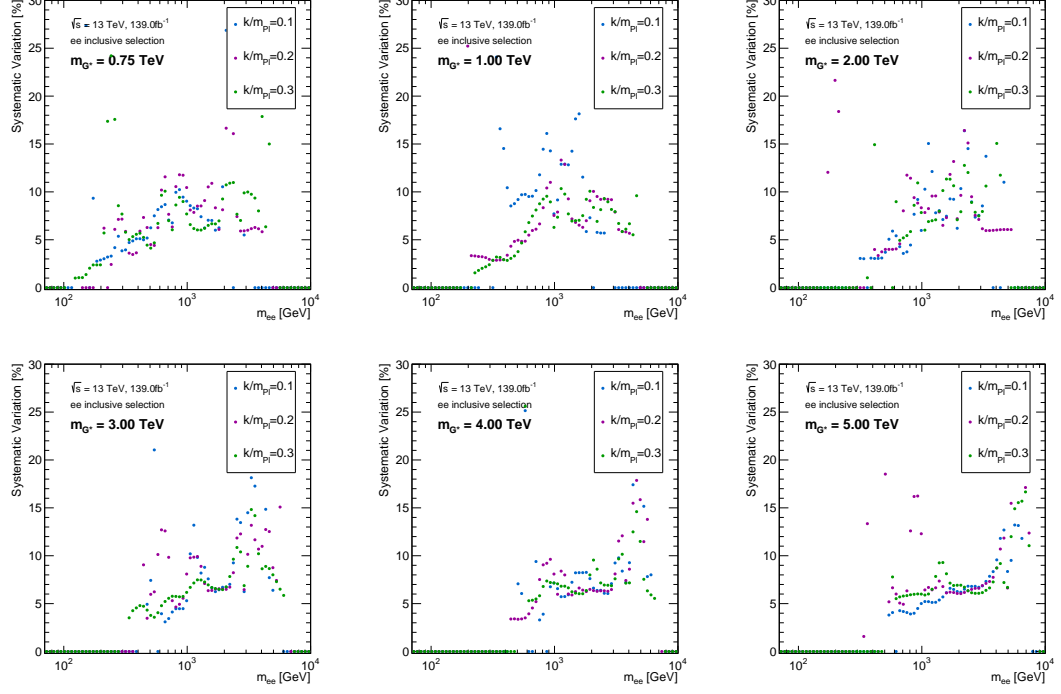 Systematic Variation [%]
30
25
20
15
10
5
0
√s = 13 TeV, 139.0fb⁻¹
ee inclusive selection
m_G* = 0.75 TeV
k/m_Pl=0.1
k/m_Pl=0.2
k/m_Pl=0.3
10² 10³ 10⁴
m_ee [GeV]
Systematic Variation [%]
30
25
20
15
10
5
0
√s = 13 TeV, 139.0fb⁻¹
ee inclusive selection
m_G* = 1.00 TeV
k/m_Pl=0.1
k/m_Pl=0.2
k/m_Pl=0.3
10² 10³ 10⁴
m_ee [GeV]
Systematic Variation [%]
30
25
20
15
10
5
0
√s = 13 TeV, 139.0fb⁻¹
ee inclusive selection
m_G* = 2.00 TeV
k/m_Pl=0.1
k/m_Pl=0.2
k/m_Pl=0.3
10² 10³ 10⁴
m_ee [GeV]
Systematic Variation [%]
30
25
20
15
10
5
0
√s = 13 TeV, 139.0fb⁻¹
ee inclusive selection
m_G* = 3.00 TeV
k/m_Pl=0.1
k/m_Pl=0.2
k/m_Pl=0.3
10² 10³ 10⁴
m_ee [GeV]
Systematic Variation [%]
30
25
20
15
10
5
0
√s = 13 TeV, 139.0fb⁻¹
ee inclusive selection
m_G* = 4.00 TeV
k/m_Pl=0.1
k/m_Pl=0.2
k/m_Pl=0.3
10² 10³ 10⁴
m_ee [GeV]
Systematic Variation [%]
30
25
20
15
10
5
0
√s = 13 TeV, 139.0fb⁻¹
ee inclusive selection
m_G* = 5.00 TeV
k/m_Pl=0.1
k/m_Pl=0.2
k/m_Pl=0.3
10² 10³ 10⁴
m_ee [GeV]